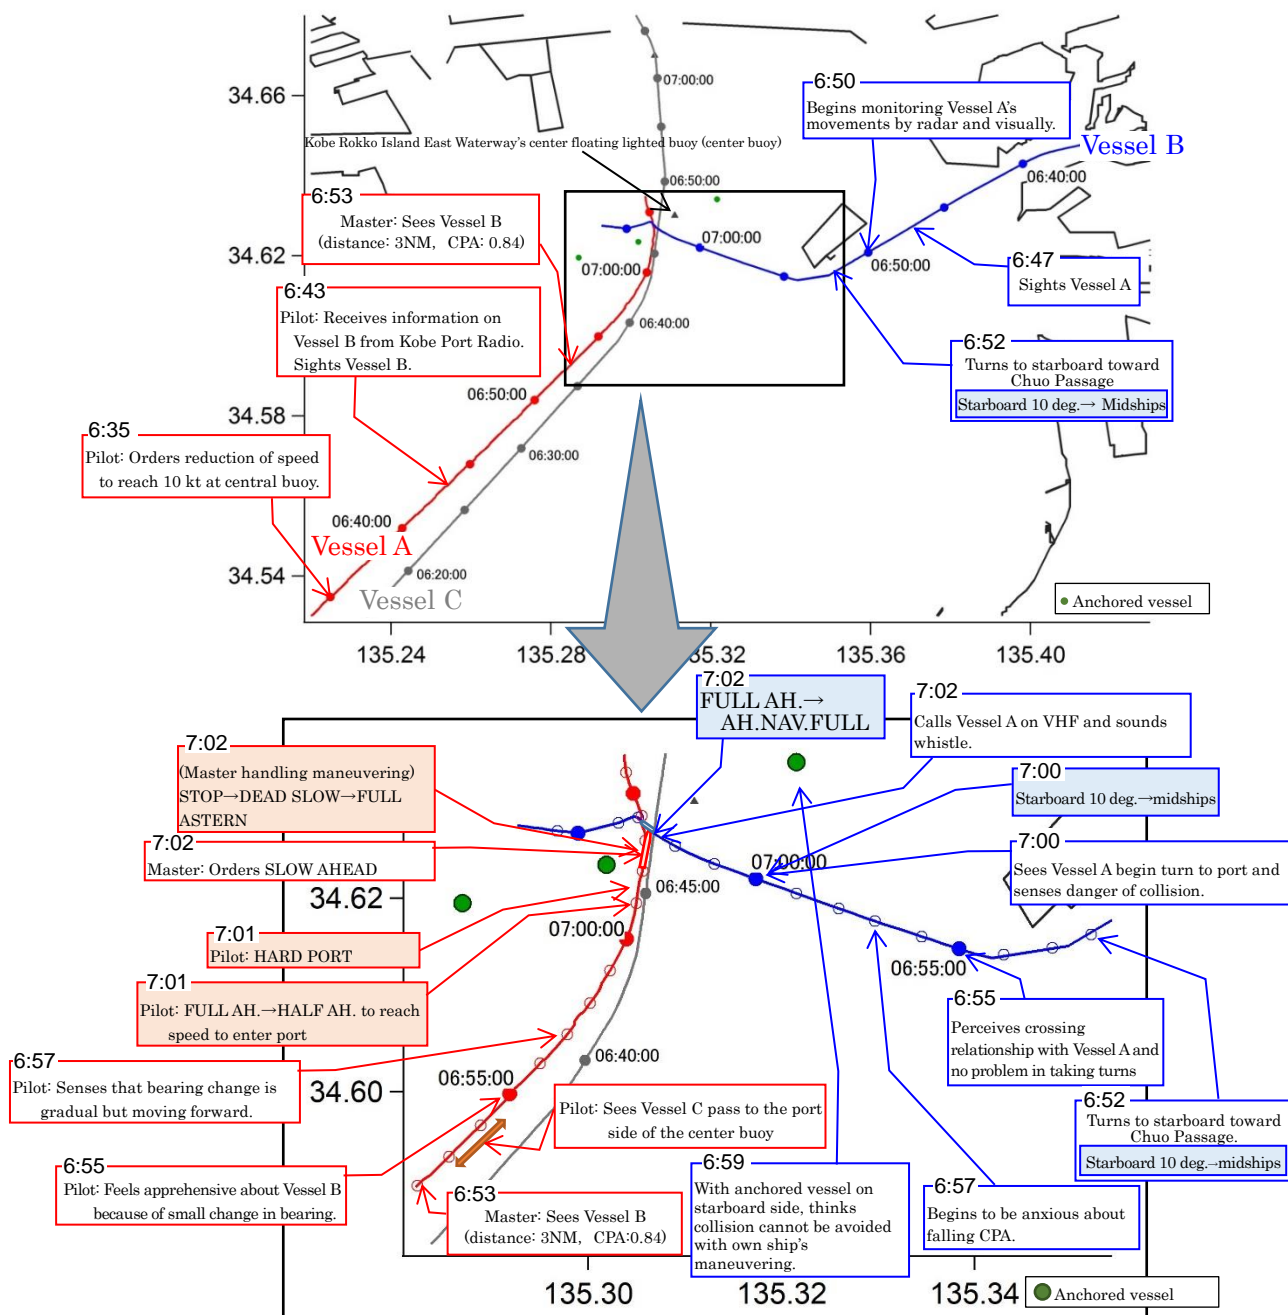 6:50
Begins monitoring Vessel A's
movements by radar and visually.
34.66
07:00:00
Kobe Rokko Island East Waterway's center floating lighted buoy (center buoy)
Vessel B
06:40:00
06:50:00
6:53
Master: Sees Vessel B
(distance: 3NM, CPA: 0.84)
07:00:00
34.62
07:00:00
06:50:00
6:47
Sights Vessel A
6:43
Pilot: Receives information on
Vessel B from Kobe Port Radio.
Sights Vessel B.
06:40:00
6:52
Turns to starboard toward
Chuo Passage
Starboard 10 deg.→ Midships
06:50:00
34.58
6:35
Pilot: Orders reduction of speed
to reach 10 kt at central buoy.
06:30:00
06:40:00
Vessel A
06:20:00
34.54
Vessel C
Anchored vessel
135.24
135.28
135.32
135.36
135.40
7:02
FULL AH.→
AH.NAV.FULL
7:02
Calls Vessel A on VHF and sounds
whistle.
7:02
(Master handling maneuvering)
STOP→DEAD SLOW→FULL
ASTERN
7:00
Starboard 10 deg.→midships
7:02
Master: Orders SLOW AHEAD
7:00
Sees Vessel A begin turn to port and
senses danger of collision.
07:00:00
34.62
06:45:00
7:01
Pilot: HARD PORT
07:00:00
06:55:00
7:01
Pilot: FULL AH.→HALF AH. to reach
speed to enter port
6:55
Perceives crossing
relationship with Vessel A and
no problem in taking turns
6:57
Pilot: Senses that bearing change is
gradual but moving forward.
06:40:00
06:55:00
34.60
Pilot: Sees Vessel C pass to the port
side of the center buoy
6:52
Turns to starboard toward
Chuo Passage.
Starboard 10 deg.→midships
6:55
Pilot: Feels apprehensive about Vessel B
because of small change in bearing.
6:53
Master: Sees Vessel B
(distance: 3NM, CPA:0.84)
6:59
With anchored vessel on
starboard side, thinks
collision cannot be avoided
with own ship's
maneuvering.
6:57
Begins to be anxious about
falling CPA.
135.30
135.32
135.34
Anchored vessel